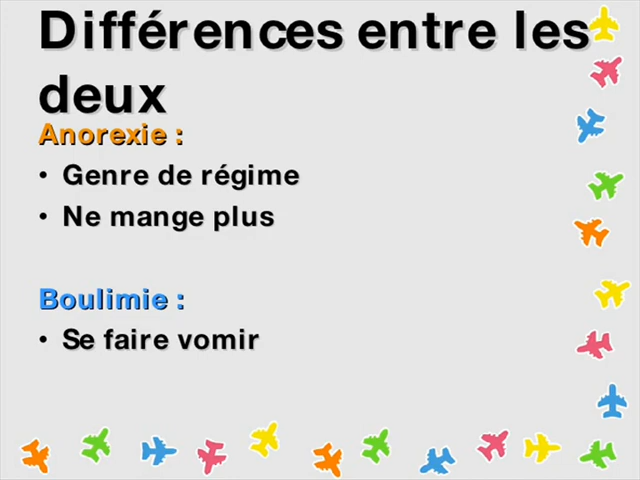 Différences entre les
deux
Anorexie :
• Genre de régime
• Ne mange plus
Boulimie :
• Se faire vomir